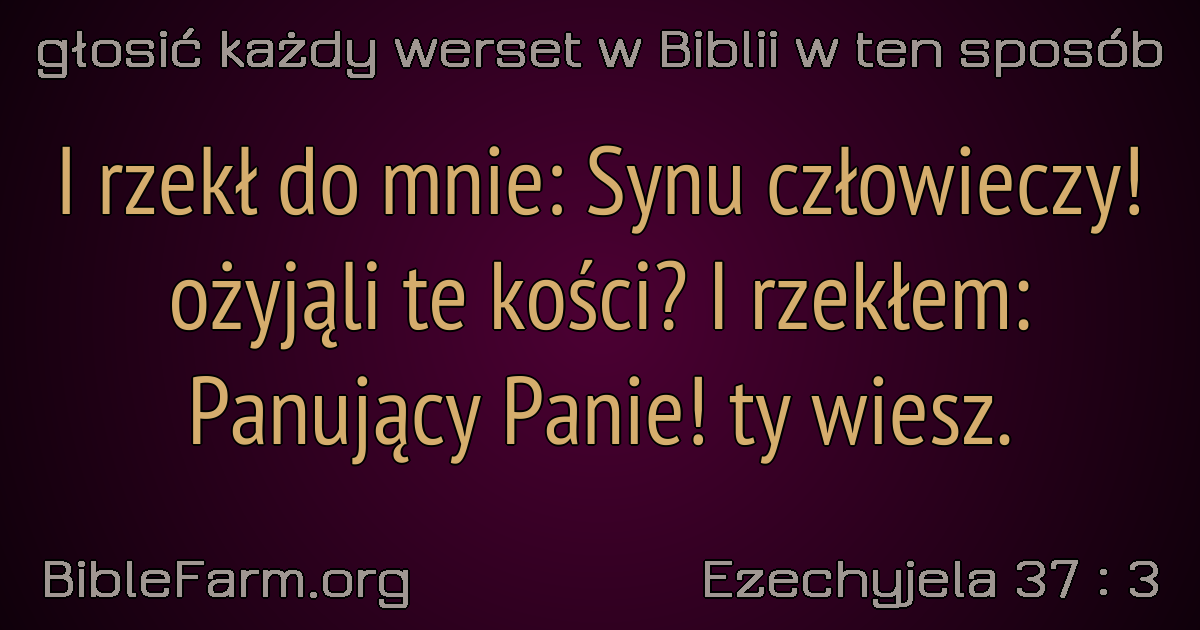 głosić każdy werset w Biblii w ten sposób
I rzekł do mnie: Synu człowieczy!
ożyjąli te kości? I rzekłem:
Panujący Panie! ty wiesz.
BibleFarm.org
Ezechyjela 37 : 3